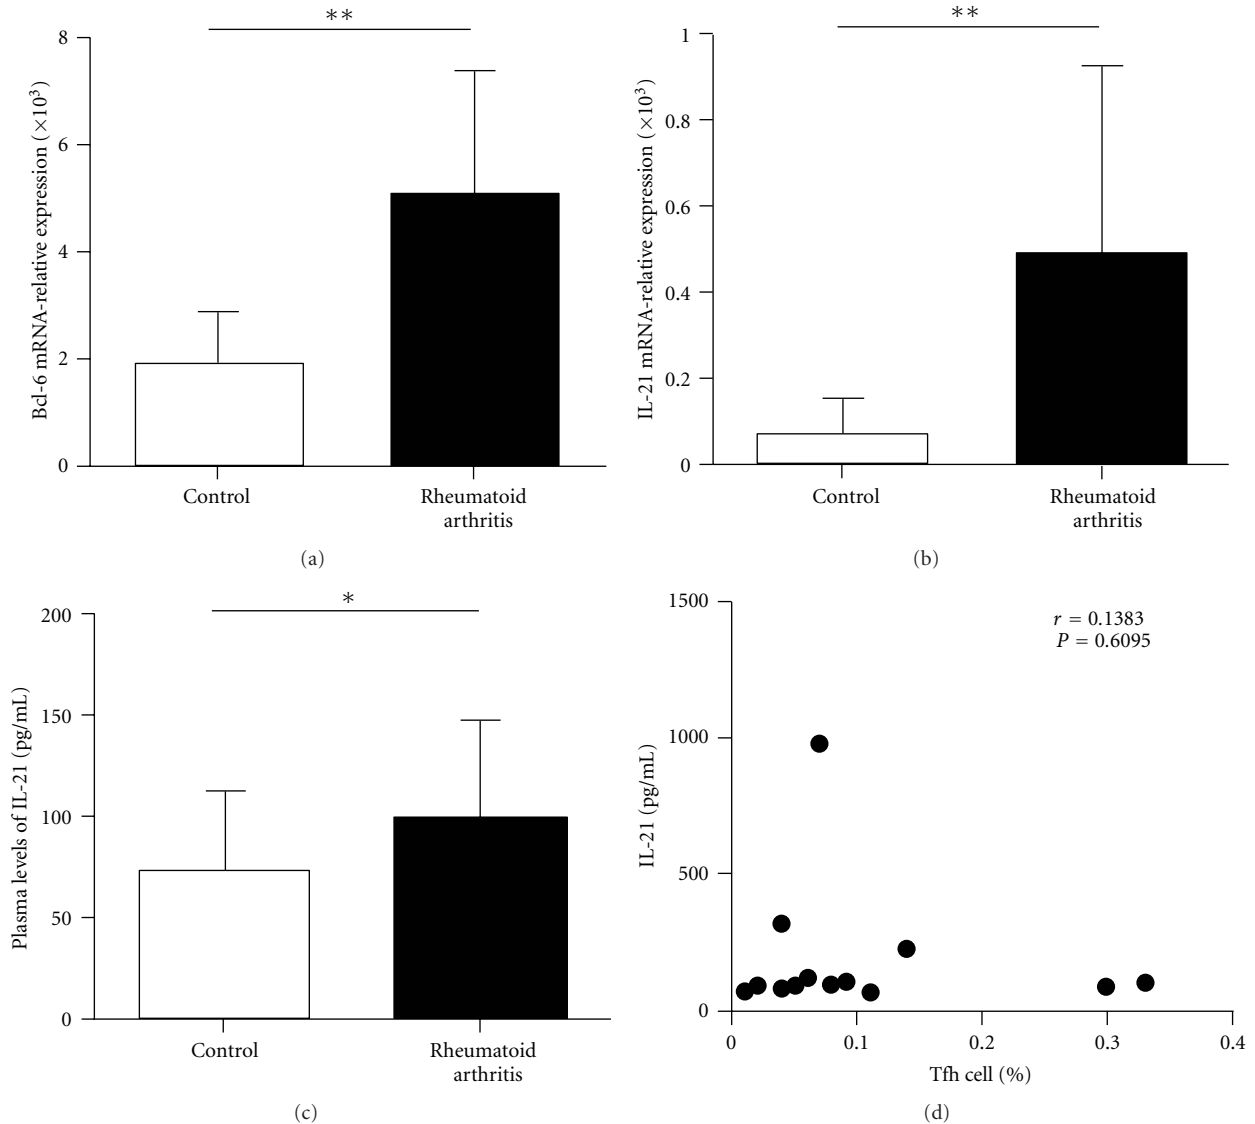 **
8
6
4
2
0
Bcl-6 mRNA-relative expression (×10³)
Control
Rheumatoid
arthritis
(a)
**
1
0.8
0.6
0.4
0.2
0
IL-21 mRNA-relative expression (×10³)
Control
Rheumatoid
arthritis
(b)
*
200
150
100
50
0
Plasma levels of IL-21 (pg/mL)
Control
Rheumatoid
arthritis
(c)
r = 0.1383
P = 0.6095
1500
1000
500
0
IL-21 (pg/mL)
0 0.1 0.2 0.3 0.4
Tfh cell (%)
(d)